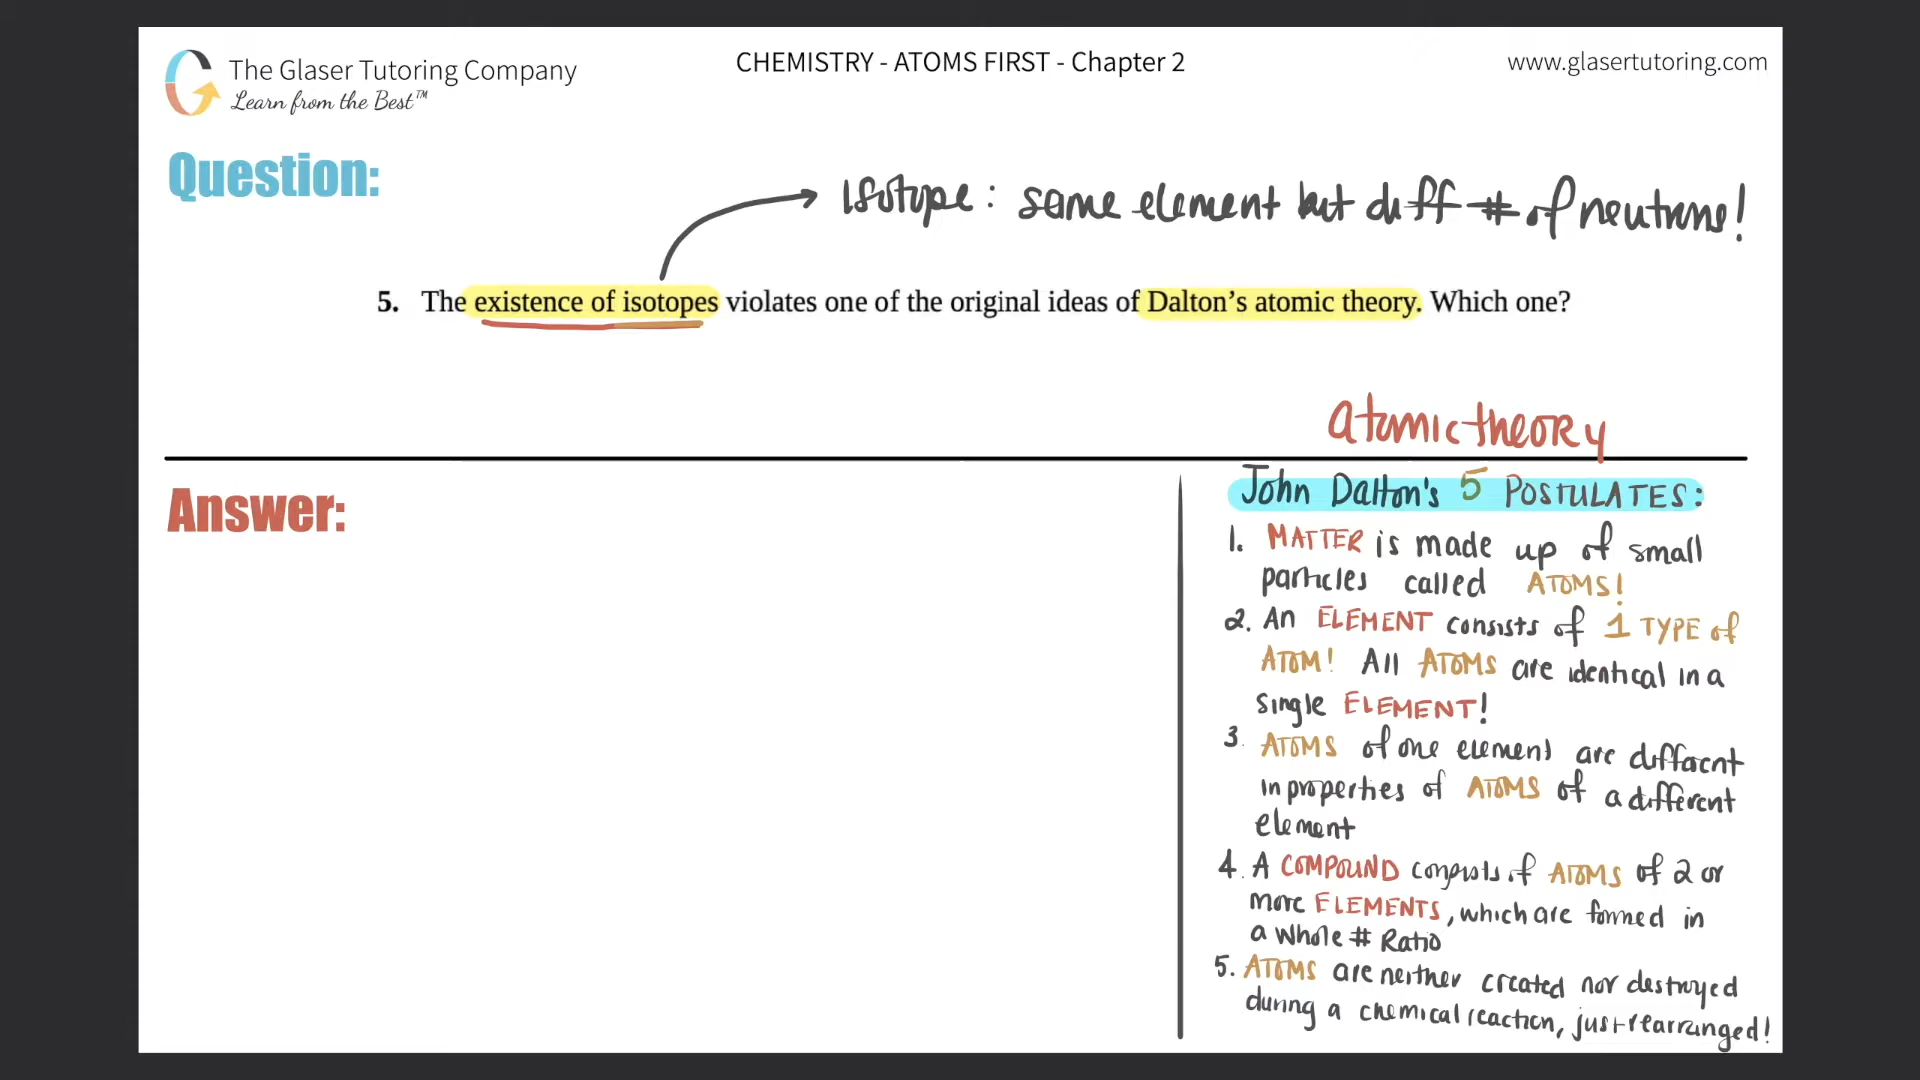 The Glaser Tutoring Company
Learn from the Best™
CHEMISTRY - ATOMS FIRST - Chapter 2
www.glasertutoring.com
Question:
Isotope: same element but diff # of neutrons!
5. The existence of isotopes violates one of the original ideas of Dalton’s atomic theory. Which one?
atomic theory
Answer:
John Dalton's 5 POSTULATES:
1. MATTER is made up of small
particles called ATOMS!
2. An ELEMENT consists of 1 TYPE of
ATOM! All ATOMS are identical in a
single ELEMENT!
3. ATOMS of one element are different
in properties of ATOMS of a different
element
4. A COMPOUND consists of ATOMS of 2 or
more ELEMENTS, which are formed in
a whole # Ratio
5. ATOMS are neither created nor destroyed
during a chemical reaction, just rearranged!